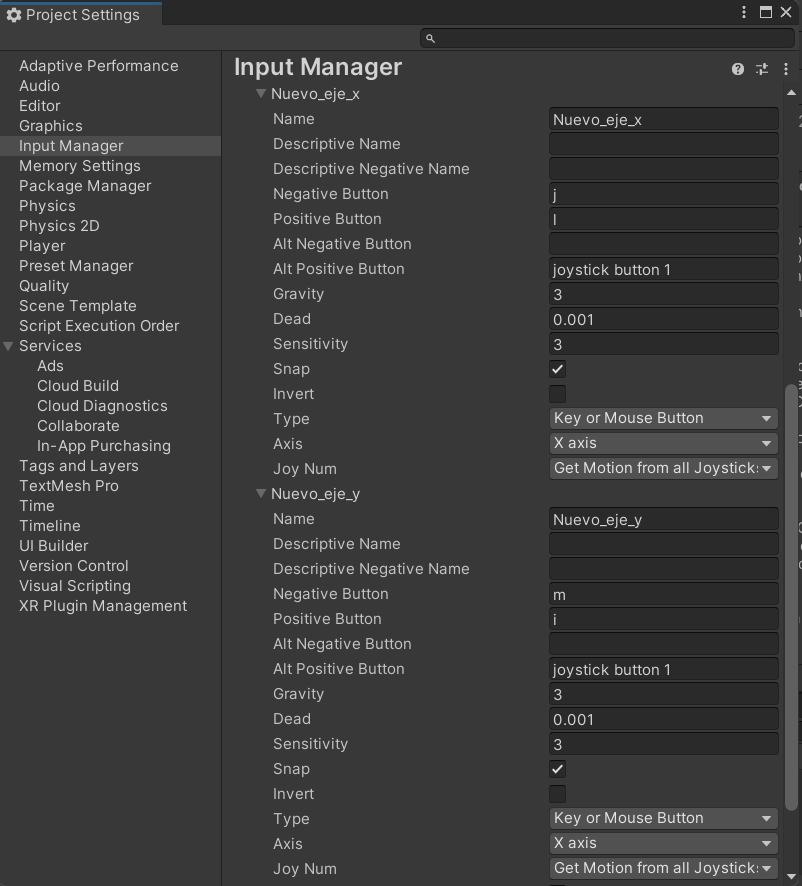 Project Settings
Input Manager
Adaptive Performance
Audio
Editor
Graphics
Input Manager
Memory Settings
Package Manager
Physics
Physics 2D
Player
Preset Manager
Quality
Scene Template
Script Execution Order
Services
Ads
Cloud Build
Cloud Diagnostics
Collaborate
In-App Purchasing
Tags and Layers
TextMesh Pro
Time
Timeline
UI Builder
Version Control
Visual Scripting
XR Plugin Management
Nuevo_eje_x
Name Nuevo_eje_x
Descriptive Name
Descriptive Negative Name
Negative Button j
Positive Button l
Alt Negative Button
Alt Positive Button joystick button 1
Gravity 3
Dead 0.001
Sensitivity 3
Snap
Invert
Type Key or Mouse Button
Axis X axis
Joy Num Get Motion from all Joysticks
Nuevo_eje_y
Name Nuevo_eje_y
Descriptive Name
Descriptive Negative Name
Negative Button m
Positive Button i
Alt Negative Button
Alt Positive Button joystick button 1
Gravity 3
Dead 0.001
Sensitivity 3
Snap
Invert
Type Key or Mouse Button
Axis X axis
Joy Num Get Motion from all Joysticks